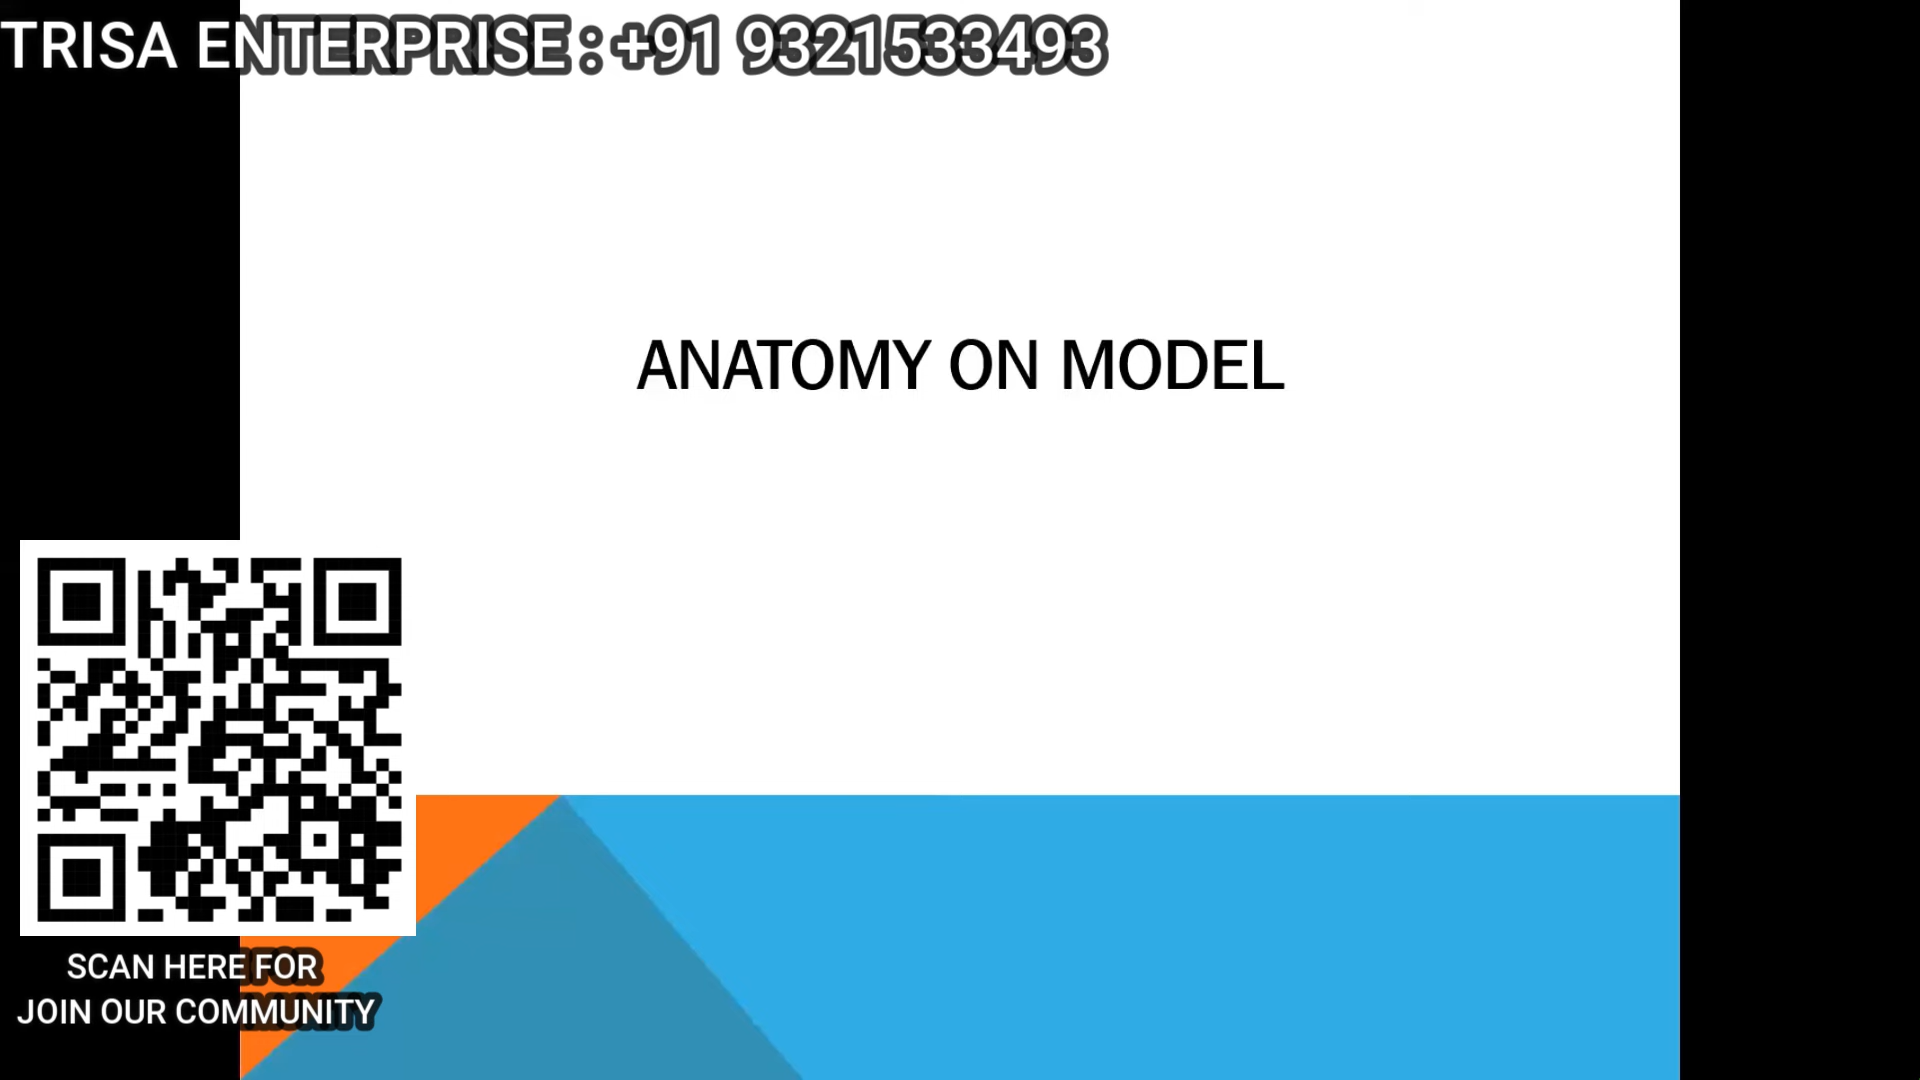 TRISA ENTERPRISE : +91 9321533493
ANATOMY ON MODEL
SCAN HERE FOR
JOIN OUR COMMUNITY